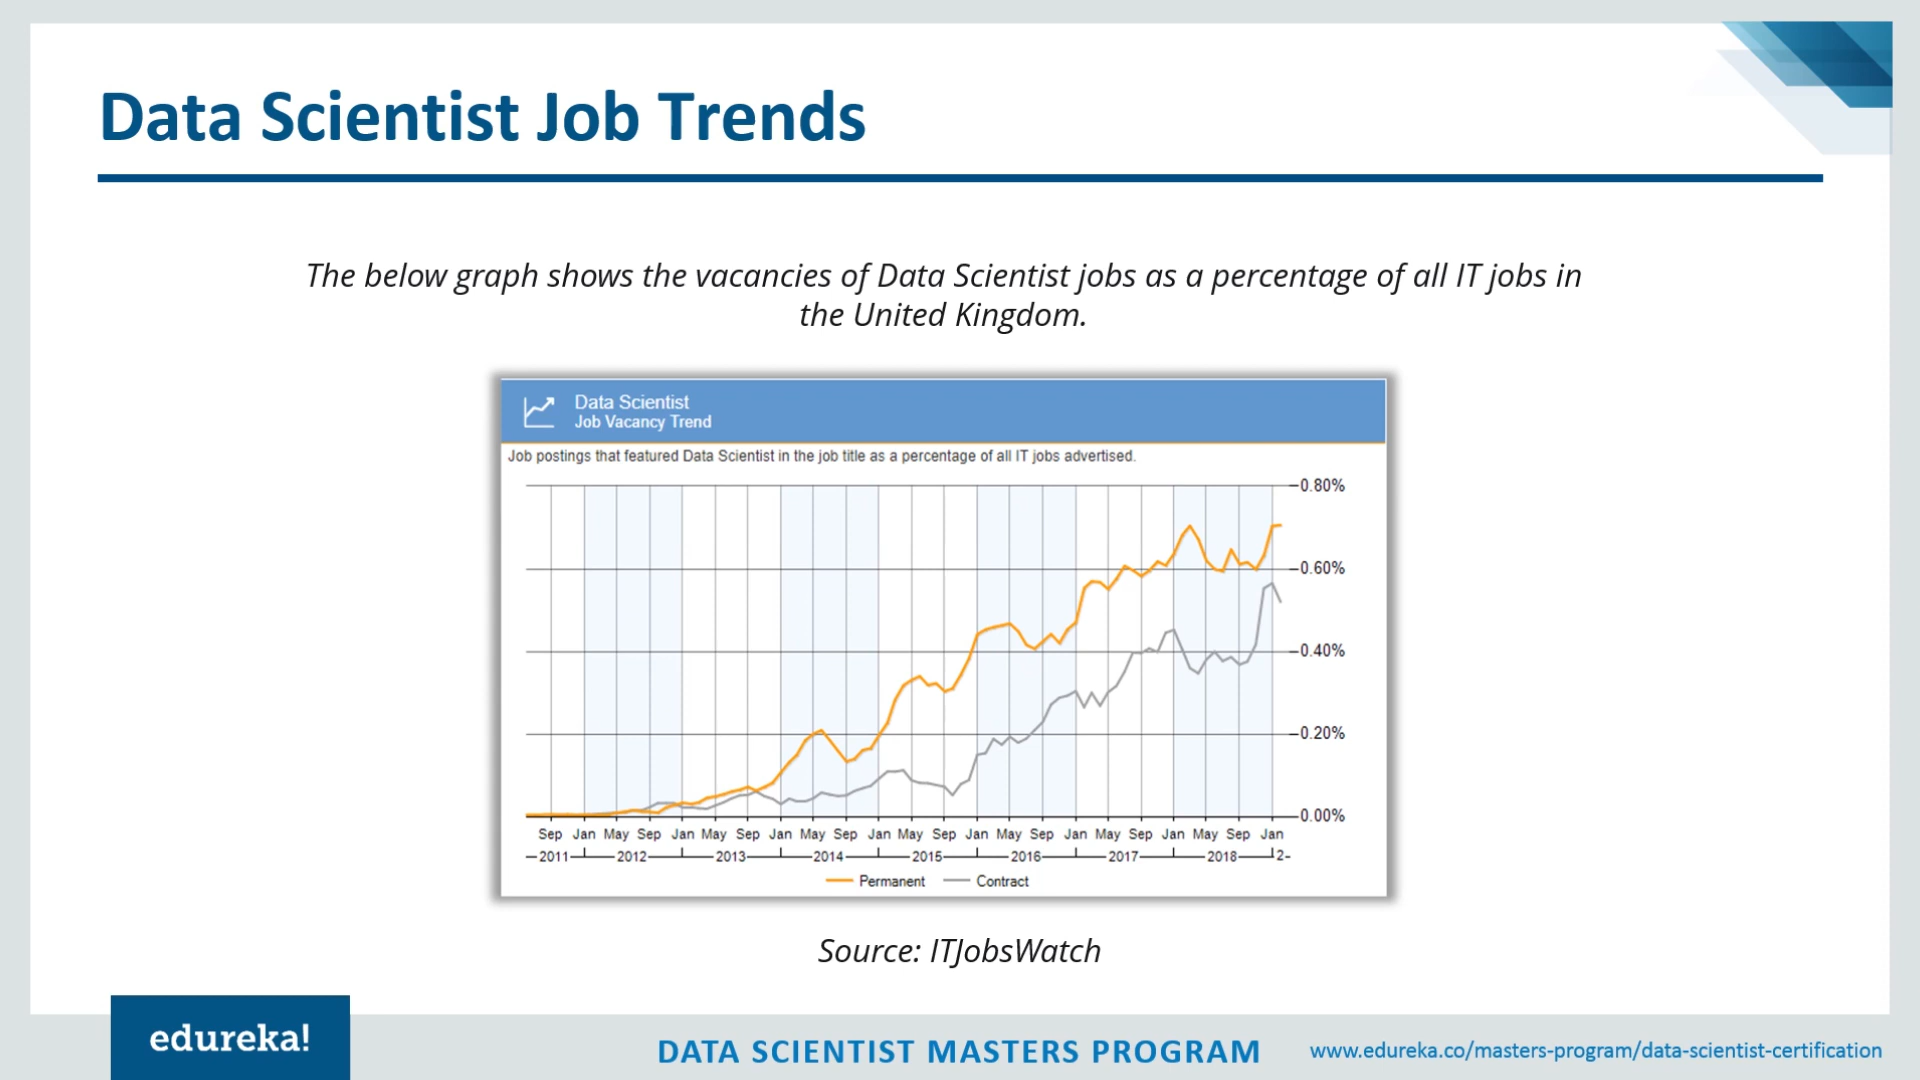 Data Scientist Job Trends
The below graph shows the vacancies of Data Scientist jobs as a percentage of all IT jobs in
the United Kingdom.
Data Scientist
Job Vacancy Trend
Job postings that featured Data Scientist in the job title as a percentage of all IT jobs advertised.
0.80%
0.60%
0.40%
0.20%
0.00%
Sep Jan May Sep Jan May Sep Jan May Sep Jan May Sep Jan May Sep Jan May Sep Jan May Sep Jan
2011 2012 2013 2014 2015 2016 2017 2018 2-
Permanent Contract
Source: ITJobsWatch
edureka!
DATA SCIENTIST MASTERS PROGRAM
www.edureka.co/masters-program/data-scientist-certification